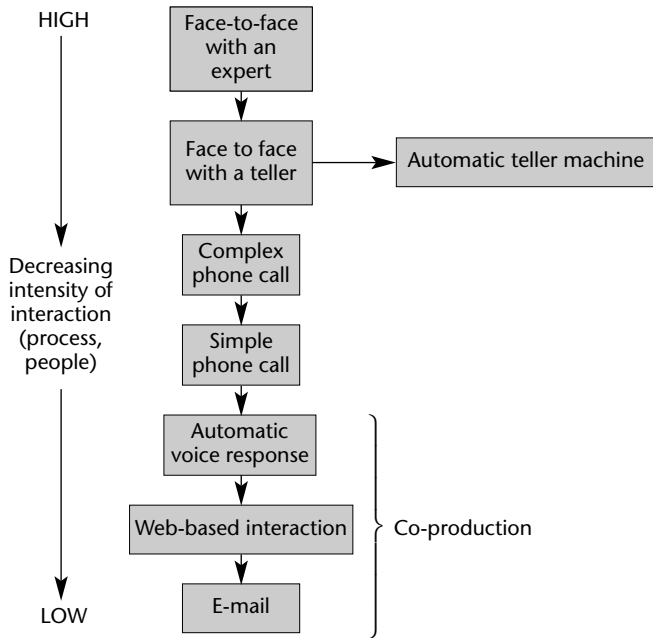 HIGH
Face-to-face
with an
expert
Face to face
with a teller
Automatic teller machine
Complex
phone call
Decreasing
intensity of
interaction
(process,
people)
Simple
phone call
Automatic
voice response
Web-based interaction
Co-production
E-mail
LOW